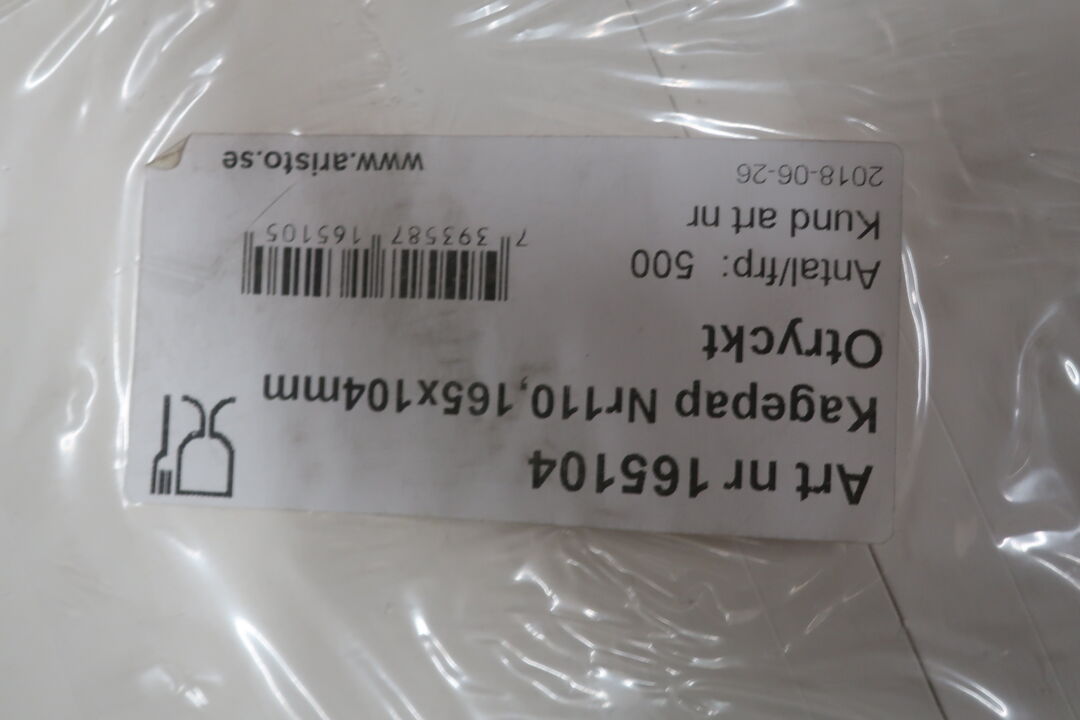 Art nr 165104
Kagepap Nr110,165x104mm
Otryckt
Antal/frp: 500
Kund art nr
2018-06-26
7 393587 165105
www.aristo.se